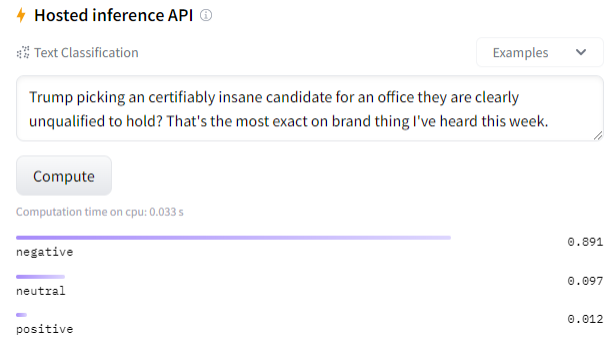 Hosted inference API
Text Classification
Examples
Trump picking an certifiably insane candidate for an office they are clearly
unqualified to hold? That's the most exact on brand thing I've heard this week.
Compute
Computation time on cpu: 0.033 s
0.891
negative
0.097
neutral
0.012
positive